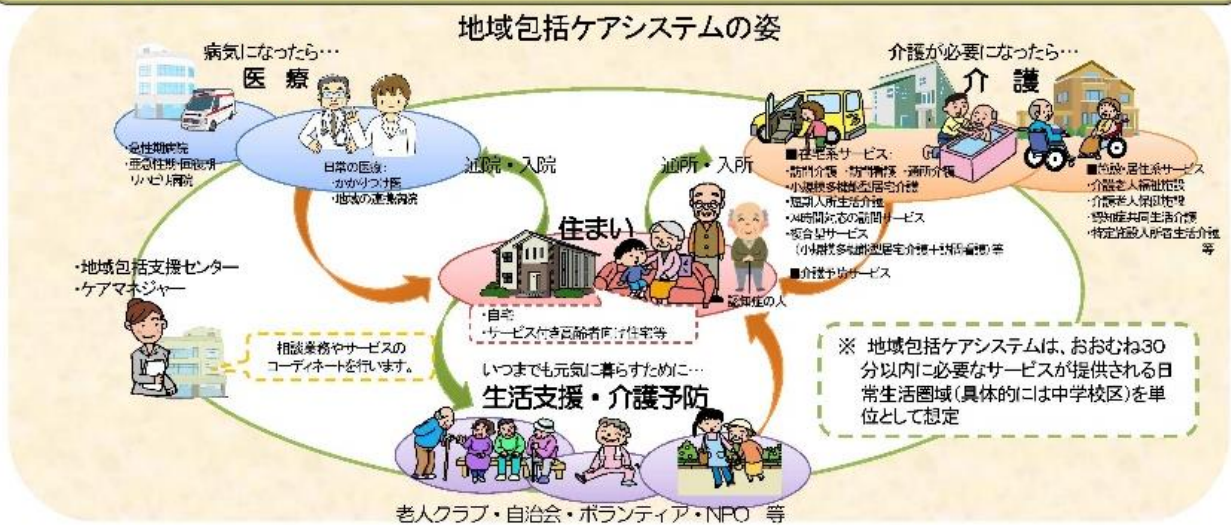 地域包括ケアシステムの姿
病気になったら…
医 療
介護が必要になったら…
介 護
・急性期病院
・亜急性期・回復期
リハビリ病院
日常の医療：
・かかりつけ医
・地域の連携病院
通院・入院
通所・入所
■在宅系サービス：
・訪問介護 ・訪問看護 ・通所介護
・小規模多機能型居宅介護
・短期入所生活介護
・24時間対応の訪問サービス
・複合型サービス
（小規模多機能型居宅介護＋訪問看護）等
■介護予防サービス
■施設・居住系サービス
・介護老人福祉施設
・介護老人保健施設
・認知症共同生活介護
・特定施設入所者生活介護
等
住まい
認知症の人
・自宅
・サービス付き高齢者向け住宅等
・地域包括支援センター
・ケアマネジャー
相談業務やサービスの
コーディネートを行います。
いつまでも元気に暮らすために…
生活支援・介護予防
※ 地域包括ケアシステムは、おおむね30
分以内に必要なサービスが提供される日
常生活圏域（具体的には中学校区）を単
位として想定
老人クラブ・自治会・ボランティア・NPO 等